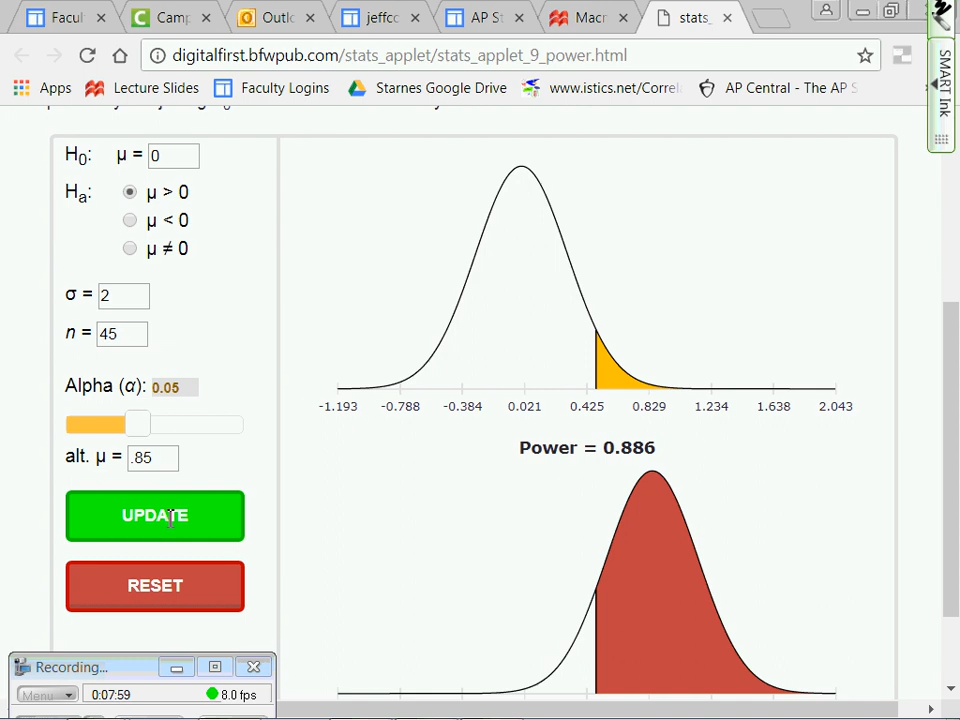 Facul
Camp
Outlo
jeffcc
AP St
Macr
stats_
digitalfirst.bfwpub.com/stats_applet/stats_applet_9_power.html
Apps
Lecture Slides
Faculty Logins
Starnes Google Drive
www.istics.net/Correl
AP Central - The AP S
SMART Ink
H0: μ = 0
Ha: μ > 0
μ < 0
μ ≠ 0
σ = 2
n = 45
Alpha (α): 0.05
alt. μ = .85
UPDATE
RESET
-1.193 -0.788 -0.384 0.021 0.425 0.829 1.234 1.638 2.043
Power = 0.886
Recording...
Menu
0:07:59
8.0 fps